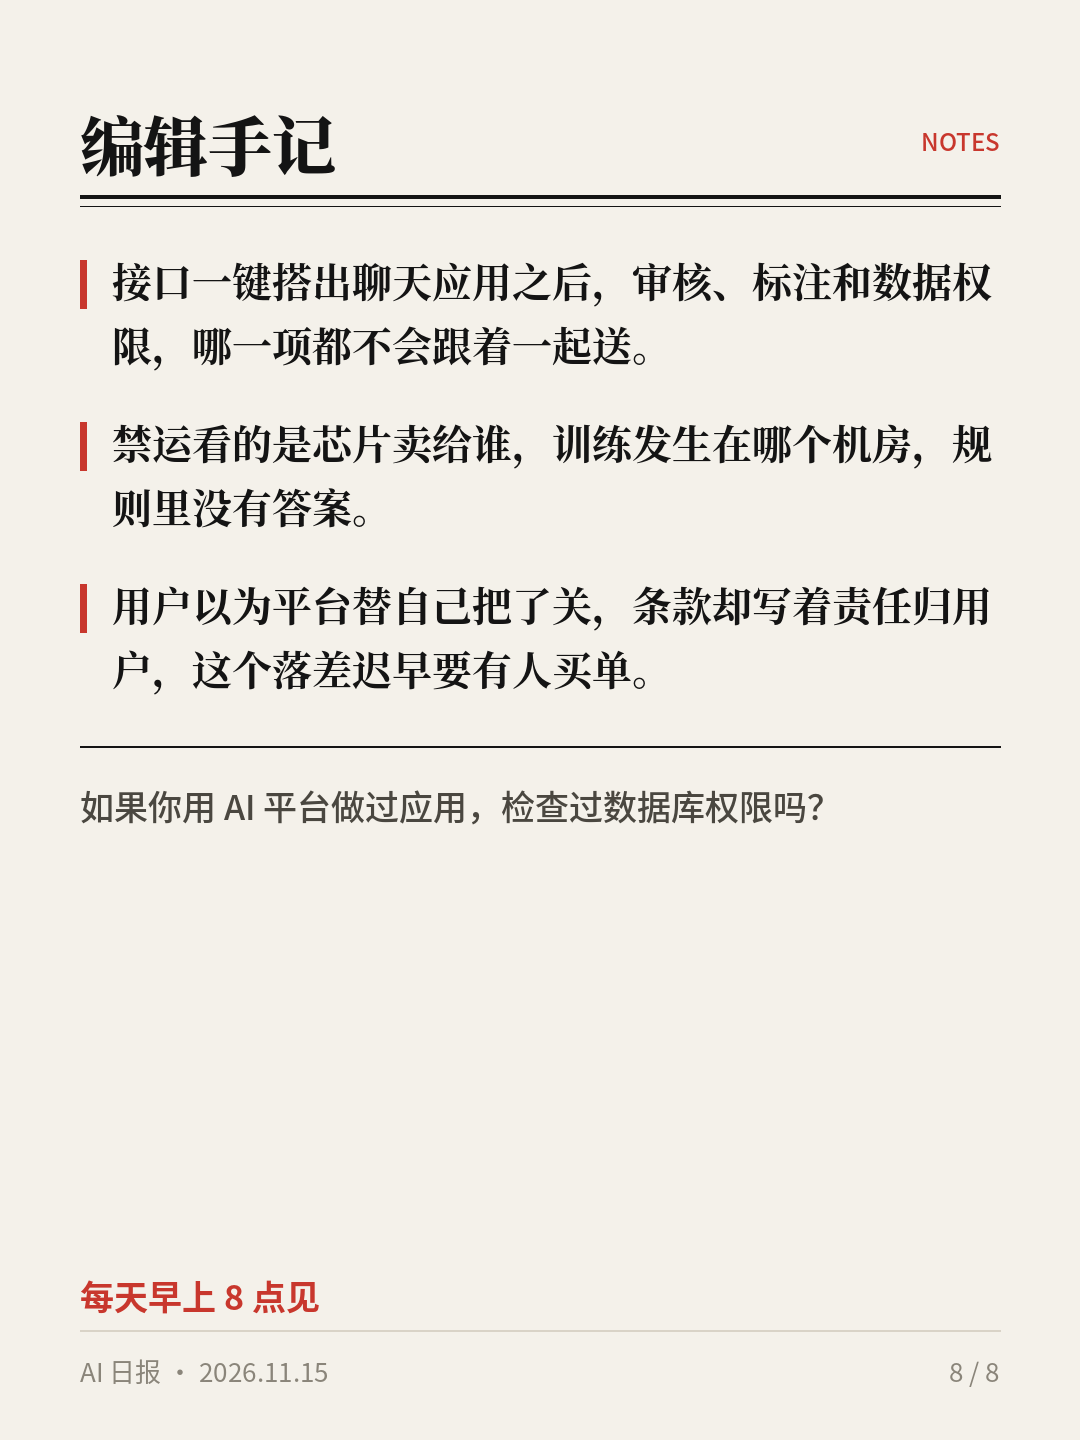 编辑手记
NOTES
接口一键搭出聊天应用之后，审核、标注和数据权
限，哪一项都不会跟着一起送。
禁运看的是芯片卖给谁，训练发生在哪个机房，规
则里没有答案。
用户以为平台替自己把了关，条款却写着责任归用
户，这个落差迟早要有人买单。
如果你用 AI 平台做过应用，检查过数据库权限吗？
每天早上 8 点见
AI 日报 · 2026.11.15
8 / 8